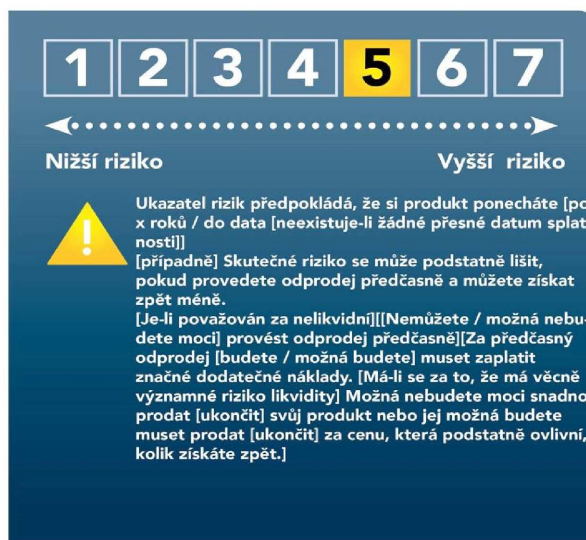 1 2 3 4 5 6 7
Nižší riziko Vyšší riziko
Ukazatel rizik předpokládá, že si produkt ponecháte [po
x roků / do data [neexistuje-li žádné přesné datum splat
nosti]]
[případně] Skutečné riziko se může podstatně lišit,
pokud provedete odprodej předčasně a můžete získat
zpět méně.
[Je-li považován za nelikvidní][[Nemůžete / možná nebu-
dete moci] provést odprodej předčasně][Za předčasný
odprodej [budete / možná budete] muset zaplatit
značné dodatečné náklady. [Má-li se za to, že má věcně
významné riziko likvidity] Možná nebudete moci snadno
prodat [ukončit] svůj produkt nebo jej možná budete
muset prodat [ukončit] za cenu, která podstatně ovlivní,
kolik získáte zpět.]